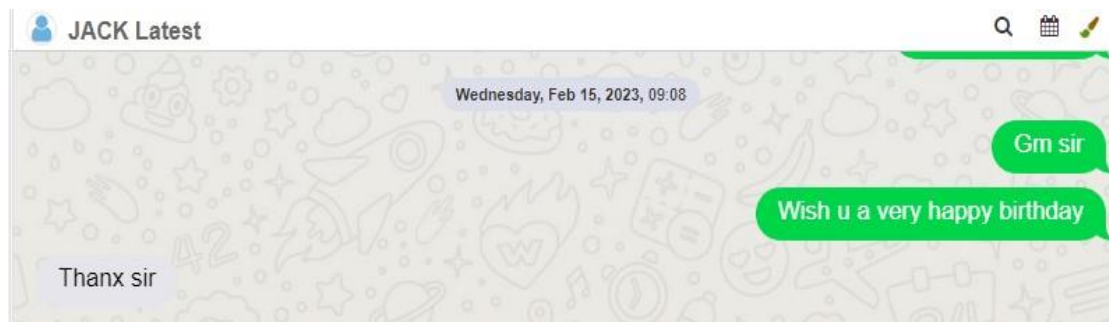 JACK Latest
Wednesday, Feb 15, 2023, 09:08
Gm sir
Wish u a very happy birthday
Thanx sir